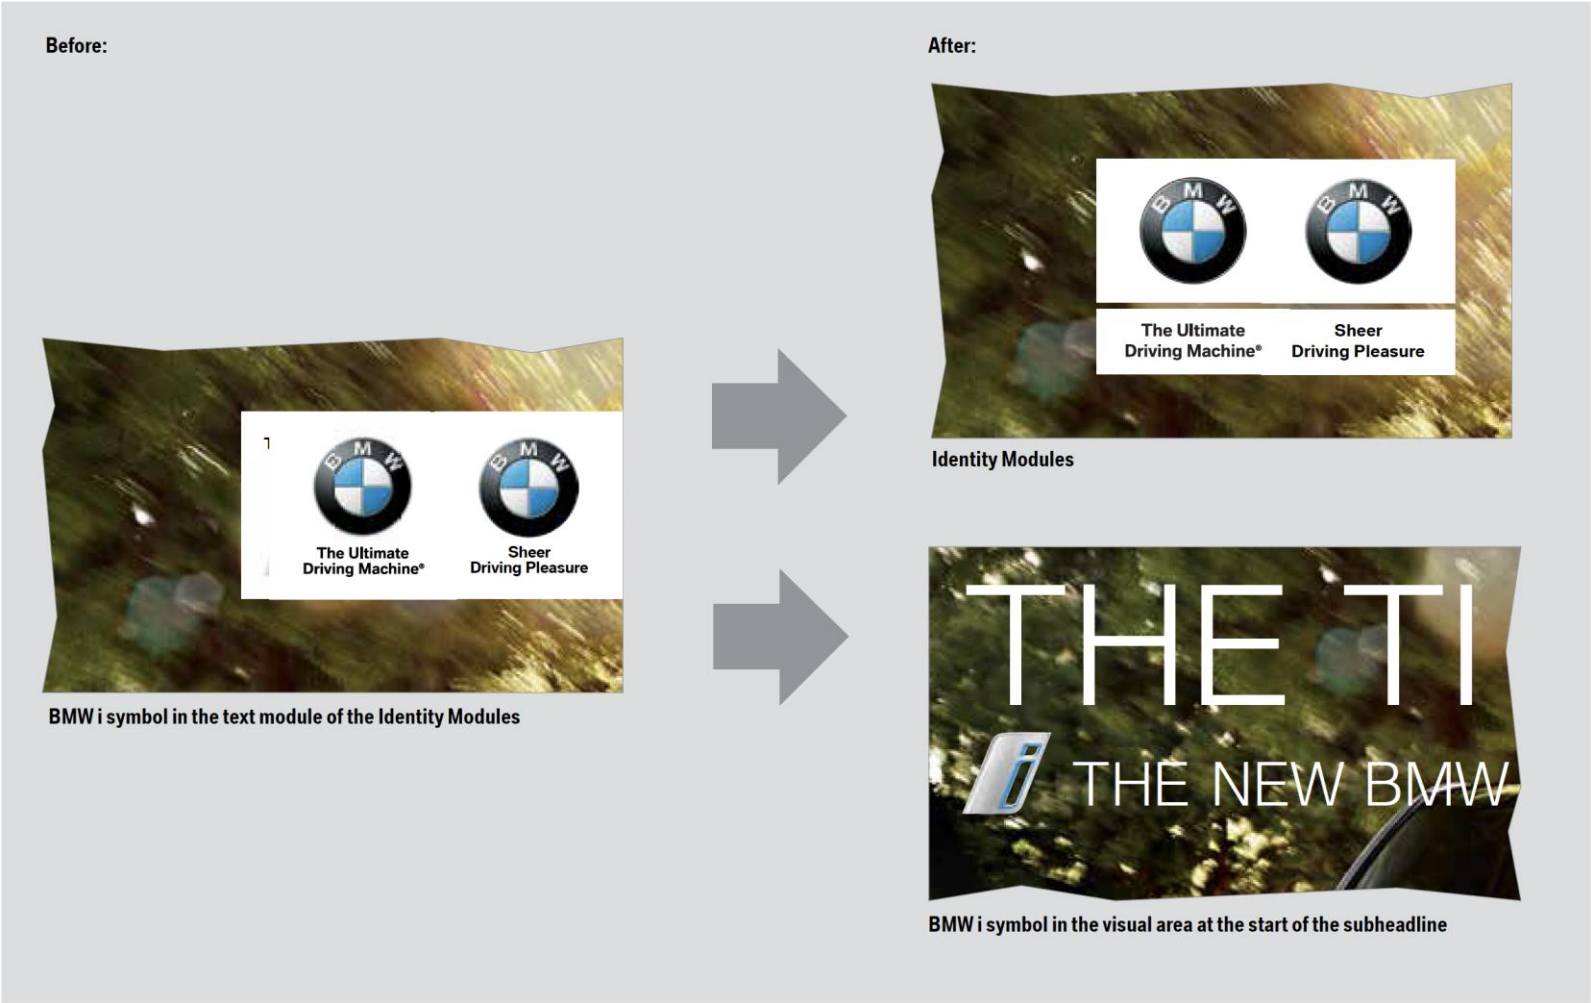 Before:
BMW
BMW
The Ultimate
Driving Machine®
Sheer
Driving Pleasure
BMW i symbol in the text module of the Identity Modules
After:
BMW
BMW
The Ultimate
Driving Machine®
Sheer
Driving Pleasure
Identity Modules
THE TI
i THE NEW BMW
BMW i symbol in the visual area at the start of the subheadline